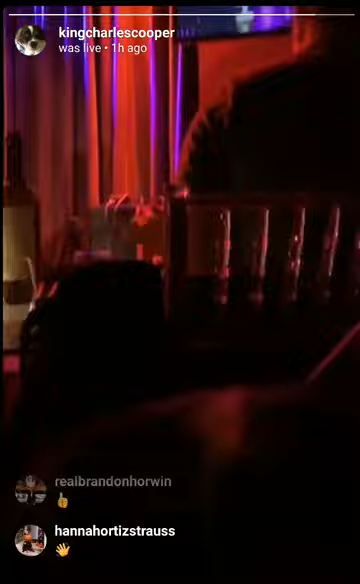 kingcharlescooper
was live • 1h ago
realbrandonhorwin
👍
hannahortizstrauss
👋